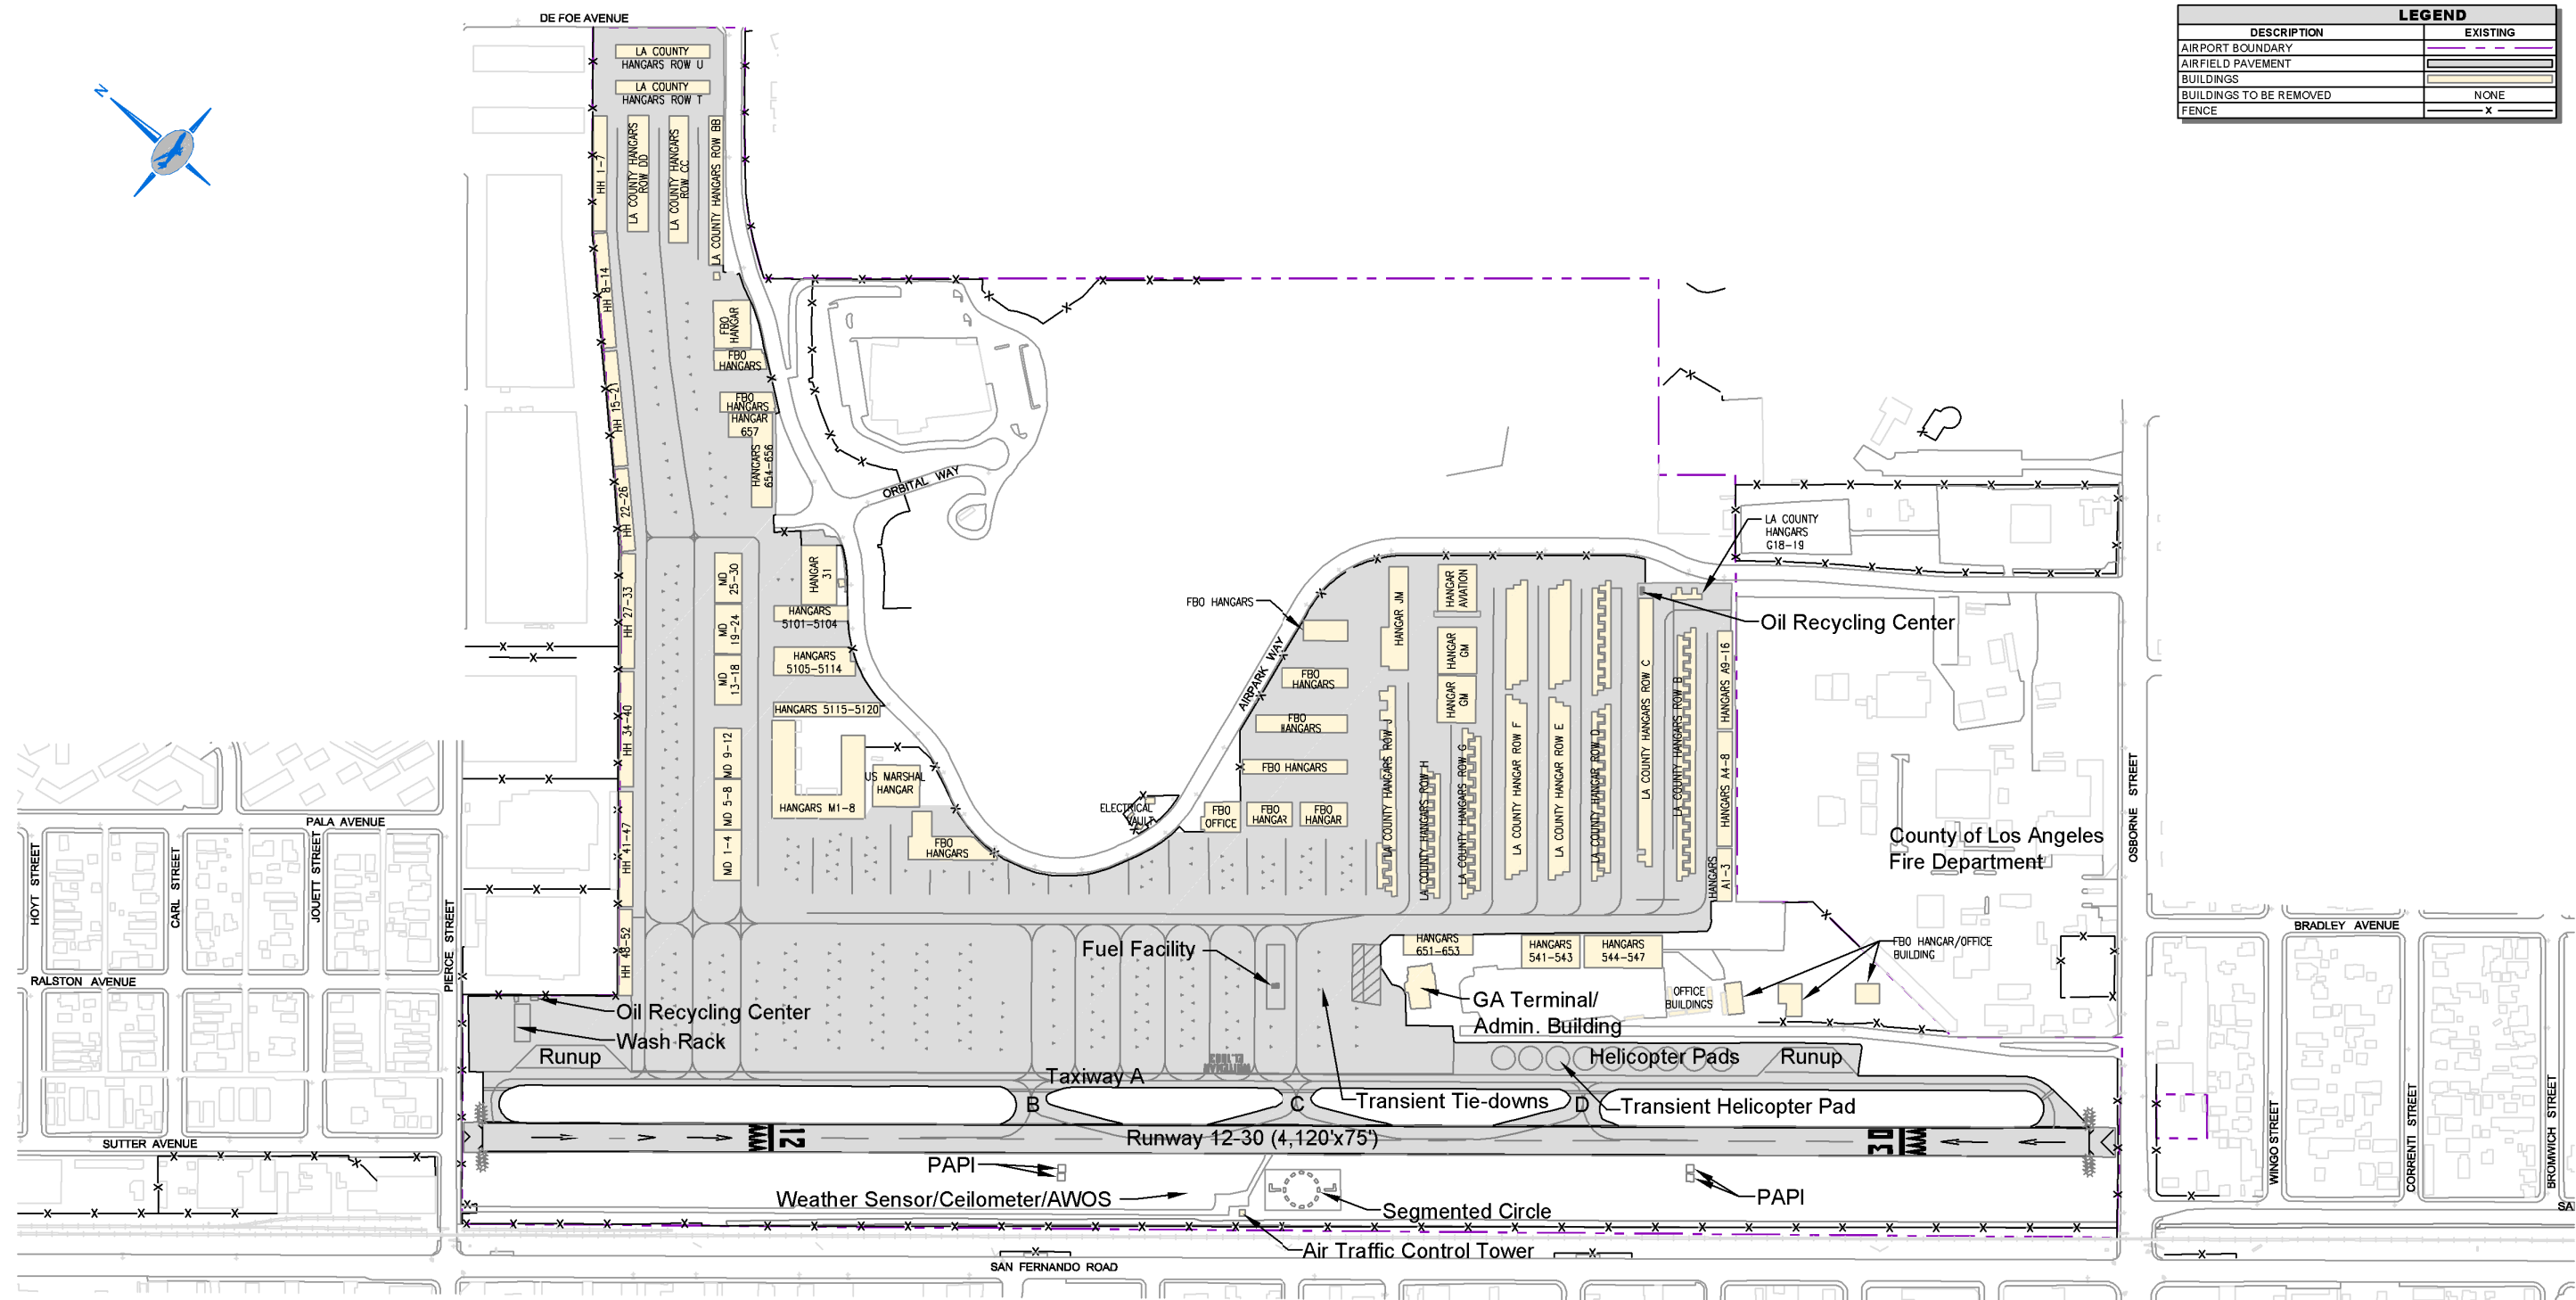 DE FOE AVENUE
LEGEND
DESCRIPTION EXISTING
AIRPORT BOUNDARY
AIRFIELD PAVEMENT
BUILDINGS
BUILDINGS TO BE REMOVED NONE
FENCE
N
LA COUNTY
HANGARS ROW U
LA COUNTY
HANGARS ROW T
HH 1-7
LA COUNTY HANGARS
ROW DD
LA COUNTY HANGARS
ROW CC
LA COUNTY HANGARS ROW BB
HH 8-14
FBO
HANGAR
FBO
HANGARS
HH 15-21
FBO
HANGARS
HANGAR
657
HANGARS
654-656
HH 22-26
ORBITAL WAY
HANGAR
31
MD
25-30
HH 27-33
HANGARS
5101-5104
MD
19-24
HANGARS
5105-5114
MD
13-18
HH 34-40
HANGARS 5115-5120
MD 9-12
MD 5-8
MD 1-4
HANGARS M1-8
US MARSHAL
HANGAR
FBO
HANGARS
HH 41-47
HH 48-52
ELECTRICAL
VAULT
AIRPARK WAY
FBO HANGARS
FBO
HANGARS
FBO
HANGARS
FBO HANGARS
FBO
OFFICE
FBO
HANGAR
FBO
HANGAR
HANGAR JM
HANGAR
AVIATION
HANGAR
GM
HANGAR
GM
LA COUNTY HANGARS ROW J
LA COUNTY HANGARS ROW H
LA COUNTY HANGARS ROW G
LA COUNTY HANGAR ROW F
LA COUNTY HANGAR ROW E
LA COUNTY HANGAR ROW D
LA COUNTY HANGARS ROW C
LA COUNTY HANGARS ROW B
HANGARS A9-16
HANGARS A4-8
HANGARS
A1-3
LA COUNTY
HANGARS
G18-19
Oil Recycling Center
County of Los Angeles
Fire Department
OSBORNE STREET
PALA AVENUE
HOYT STREET
CARL STREET
JOUETT STREET
PIERCE STREET
RALSTON AVENUE
SUTTER AVENUE
Oil Recycling Center
Wash Rack
Runup
Fuel Facility
HANGARS
651-653
HANGARS
541-543
HANGARS
544-547
GA Terminal/
Admin. Building
OFFICE
BUILDINGS
FBO HANGAR/OFFICE
BUILDING
BRADLEY AVENUE
Helicopter Pads
Runup
Taxiway A
B
C
D
Transient Tie-downs
Transient Helicopter Pad
12
Runway 12-30 (4,120'x75')
30
PAPI
PAPI
Weather Sensor/Ceilometer/AWOS
Segmented Circle
Air Traffic Control Tower
SAN FERNANDO ROAD
WINGO STREET
CORRENTI STREET
BROMWICH STREET
SA